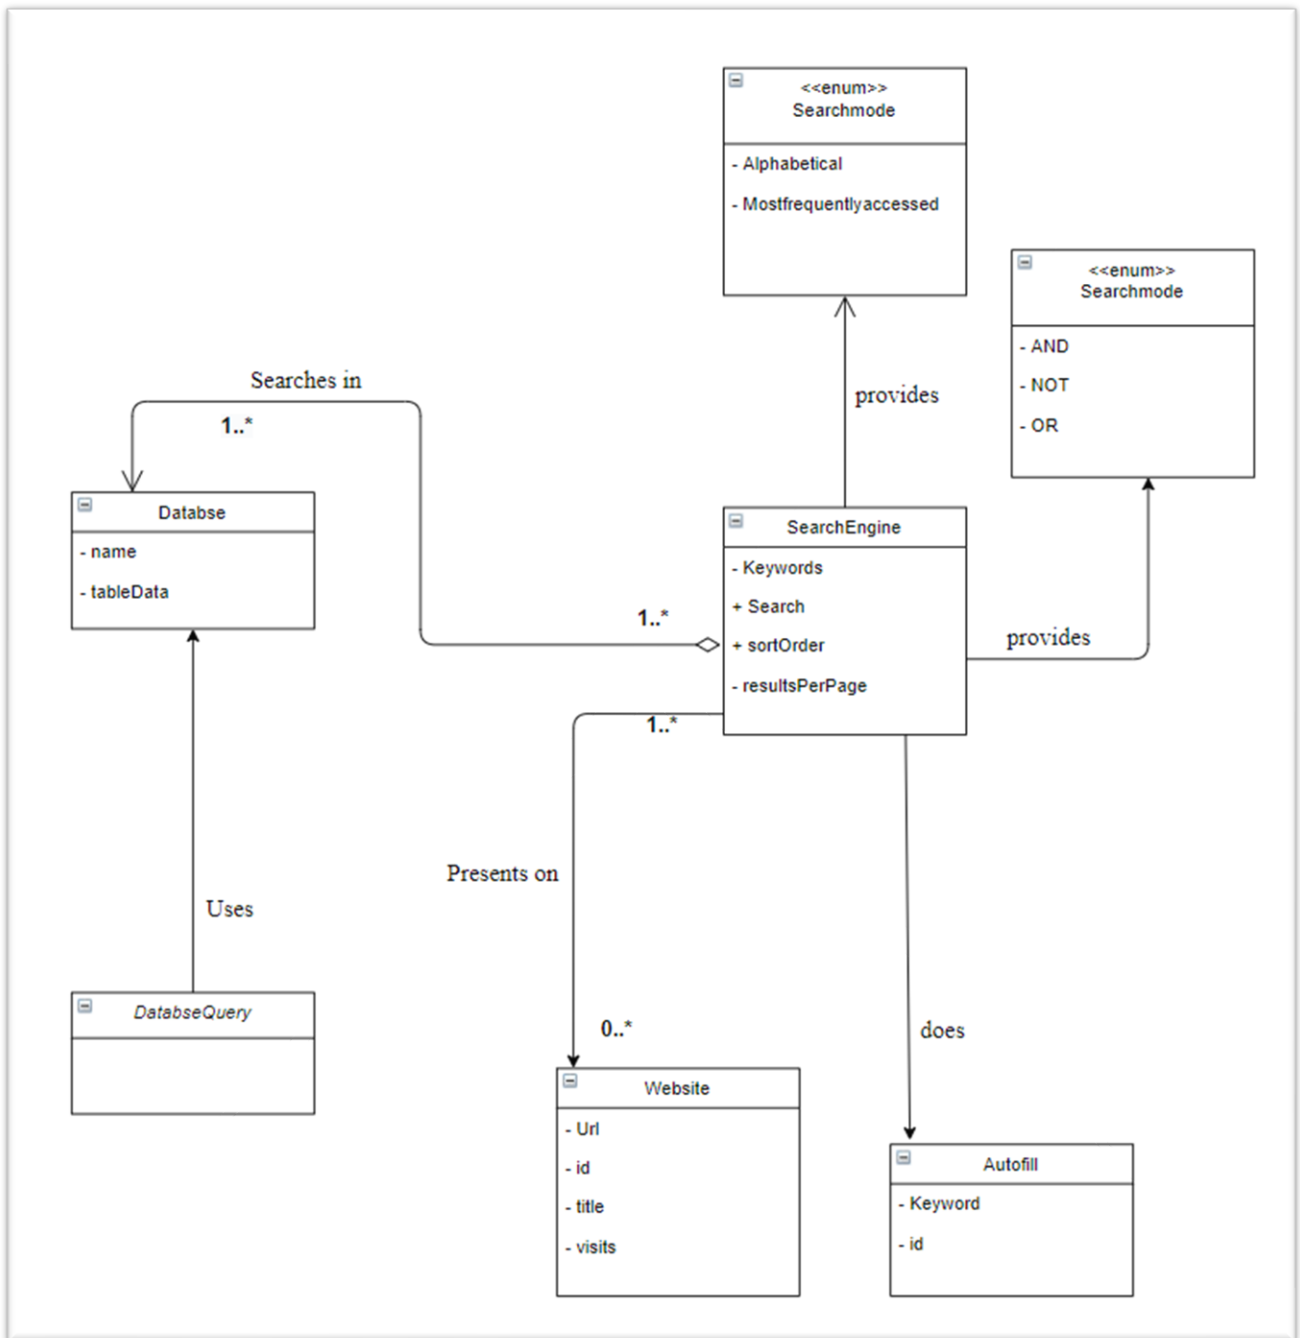 <<enum>>
Searchmode
- Alphabetical
- Mostfrequentlyaccessed
<<enum>>
Searchmode
- AND
- NOT
- OR
provides
Searches in
1..*
Databse
- name
- tableData
SearchEngine
- Keywords
+ Search
+ sortOrder
- resultsPerPage
1..*
provides
1..*
Presents on
Uses
DatabseQuery
0..*
does
Website
- Url
- id
- title
- visits
Autofill
- Keyword
- id